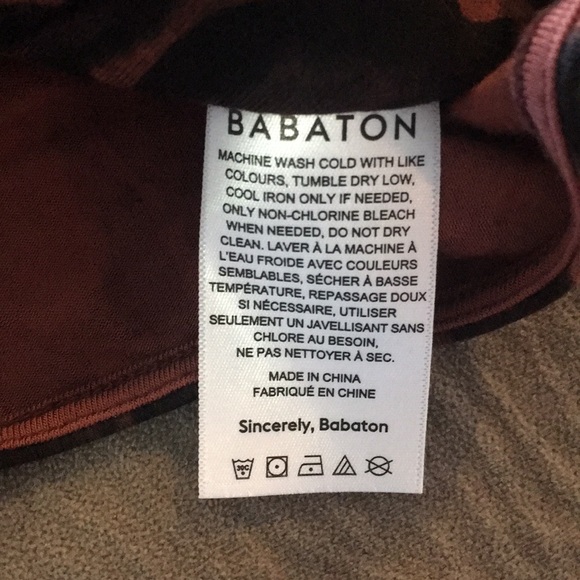 BABATON
MACHINE WASH COLD WITH LIKE
COLOURS, TUMBLE DRY LOW,
COOL IRON ONLY IF NEEDED,
ONLY NON-CHLORINE BLEACH
WHEN NEEDED, DO NOT DRY
CLEAN. LAVER À LA MACHINE À
L'EAU FROIDE AVEC COULEURS
SEMBLABLES, SÉCHER À BASSE
TEMPÉRATURE, REPASSAGE DOUX
SI NÉCESSAIRE, UTILISER
SEULEMENT UN JAVELLISANT SANS
CHLORE AU BESOIN,
NE PAS NETTOYER À SEC.
MADE IN CHINA
FABRIQUÉ EN CHINE
Sincerely, Babaton
30C